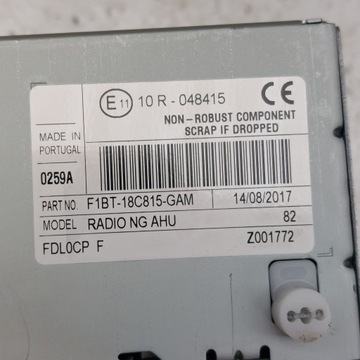 E11 10 R - 048415 CE
NON-ROBUST COMPONENT
SCRAP IF DROPPED
MADE IN
PORTUGAL
0259A
PART NO. F1BT-18C815-GAM 14/08/2017
MODEL RADIO NG AHU 82
FDL0CP F Z001772